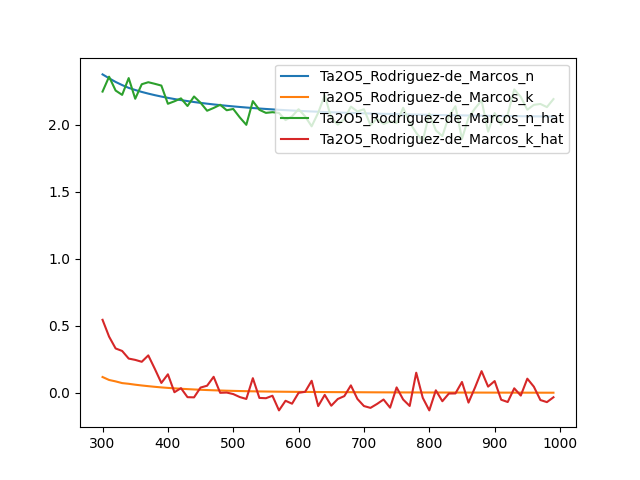 Ta2O5_Rodriguez-de_Marcos_n
Ta2O5_Rodriguez-de_Marcos_k
Ta2O5_Rodriguez-de_Marcos_n_hat
Ta2O5_Rodriguez-de_Marcos_k_hat
2.0
1.5
1.0
0.5
0.0
300 400 500 600 700 800 900 1000